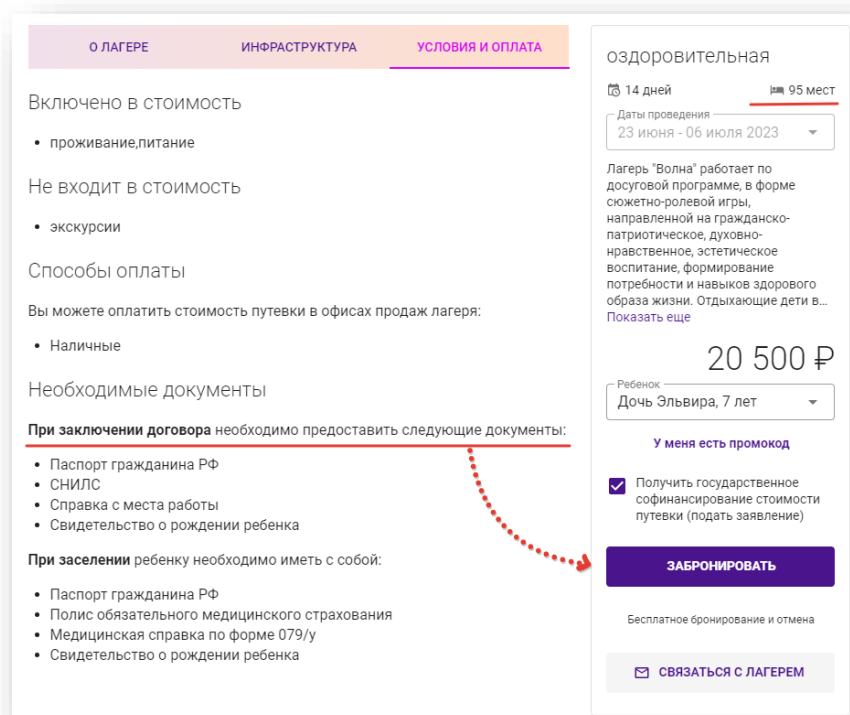 О ЛАГЕРЕ
ИНФРАСТРУКТУРА
УСЛОВИЯ И ОПЛАТА
Включено в стоимость
• проживание,питание
Не входит в стоимость
• экскурсии
Способы оплаты
Вы можете оплатить стоимость путевки в офисах продаж лагеря:
• Наличные
Необходимые документы
При заключении договора необходимо предоставить следующие документы:
• Паспорт гражданина РФ
• СНИЛС
• Справка с места работы
• Свидетельство о рождении ребенка
При заселении ребенку необходимо иметь с собой:
• Паспорт гражданина РФ
• Полис обязательного медицинского страхования
• Медицинская справка по форме 079/у
• Свидетельство о рождении ребенка
оздоровительная
14 дней
95 мест
Даты проведения
23 июня - 06 июля 2023
Лагерь "Волна" работает по
досуговой программе, в форме
сюжетно-ролевой игры,
направленной на гражданско-
патриотическое, духовно-
нравственное, эстетическое
воспитание, формирование
потребности и навыков здорового
образа жизни. Отдыхающие дети в...
Показать еще
20 500 ₽
Ребенок
Дочь Эльвира, 7 лет
У меня есть промокод
Получить государственное
софинансирование стоимости
путевки (подать заявление)
ЗАБРОНИРОВАТЬ
Бесплатное бронирование и отмена
СВЯЗАТЬСЯ С ЛАГЕРЕМ